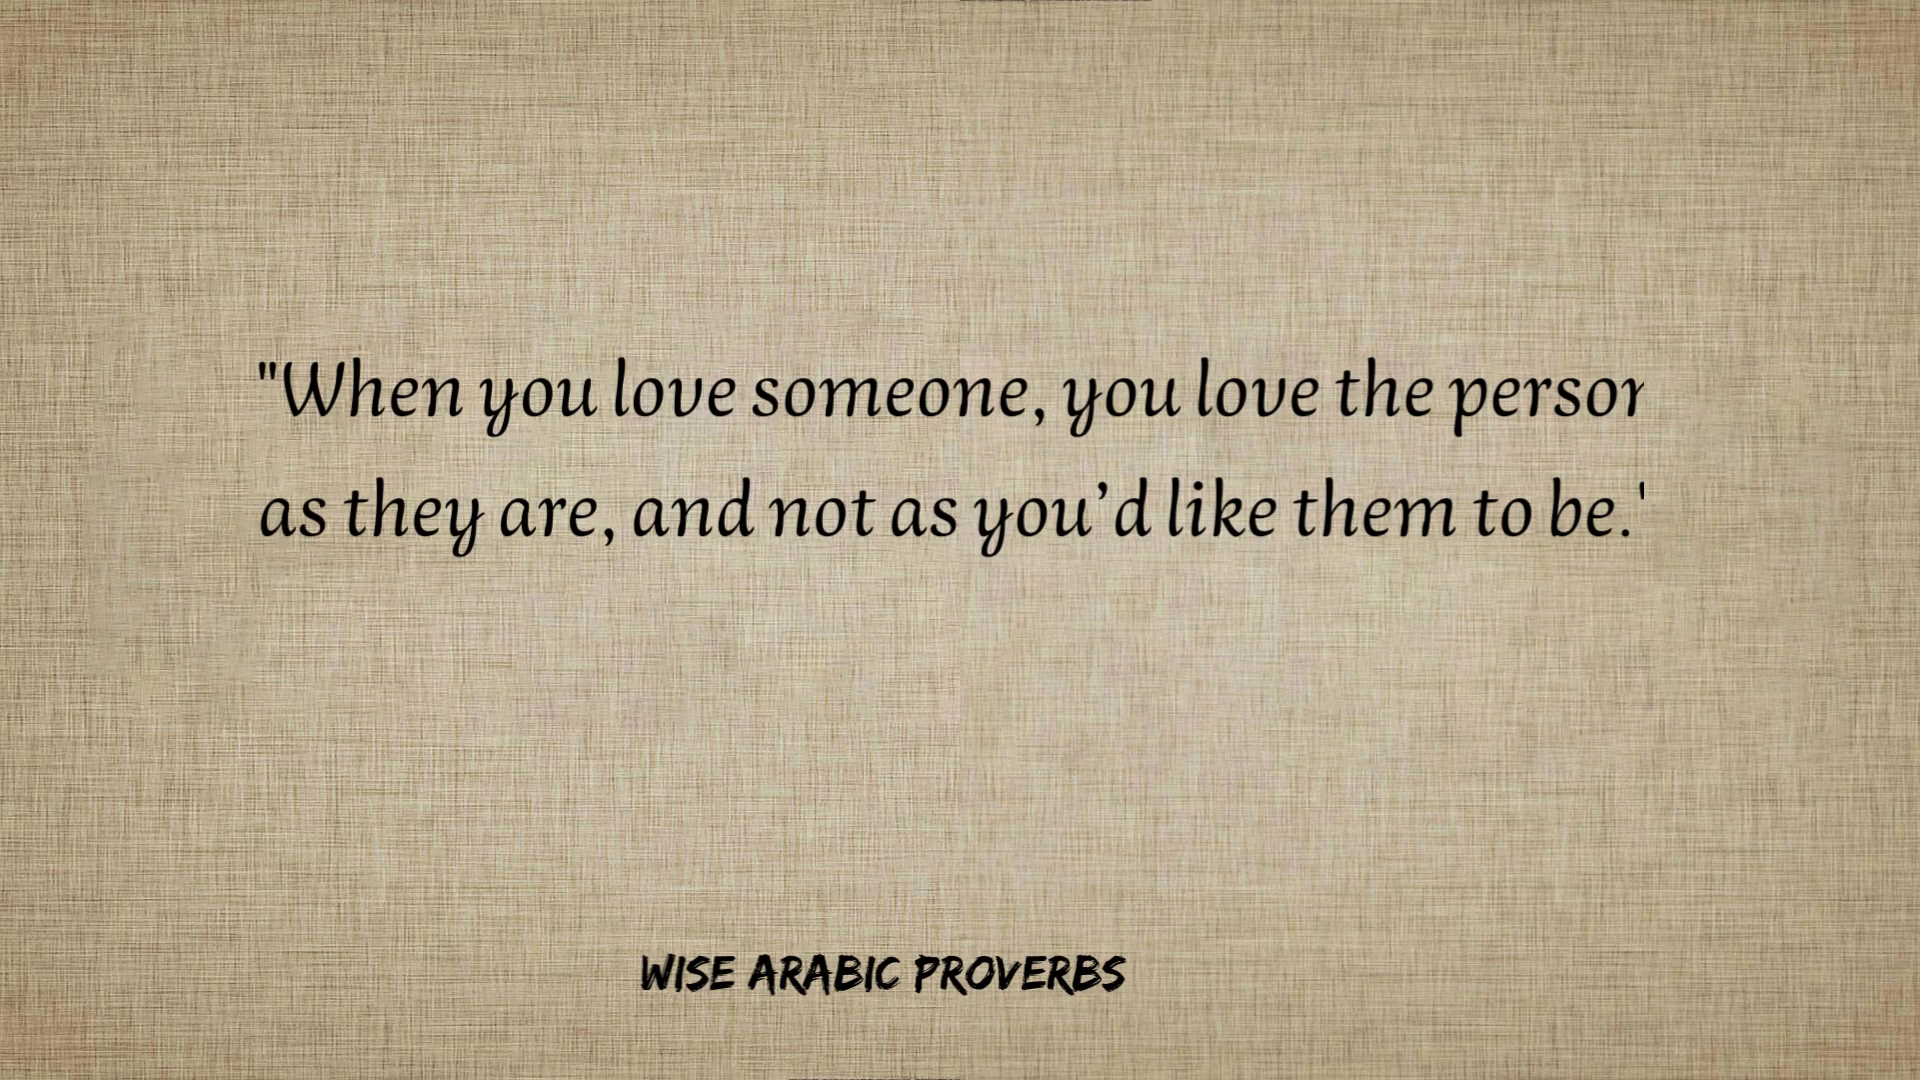 "When you love someone, you love the person
as they are, and not as you’d like them to be."
WISE ARABIC PROVERBS